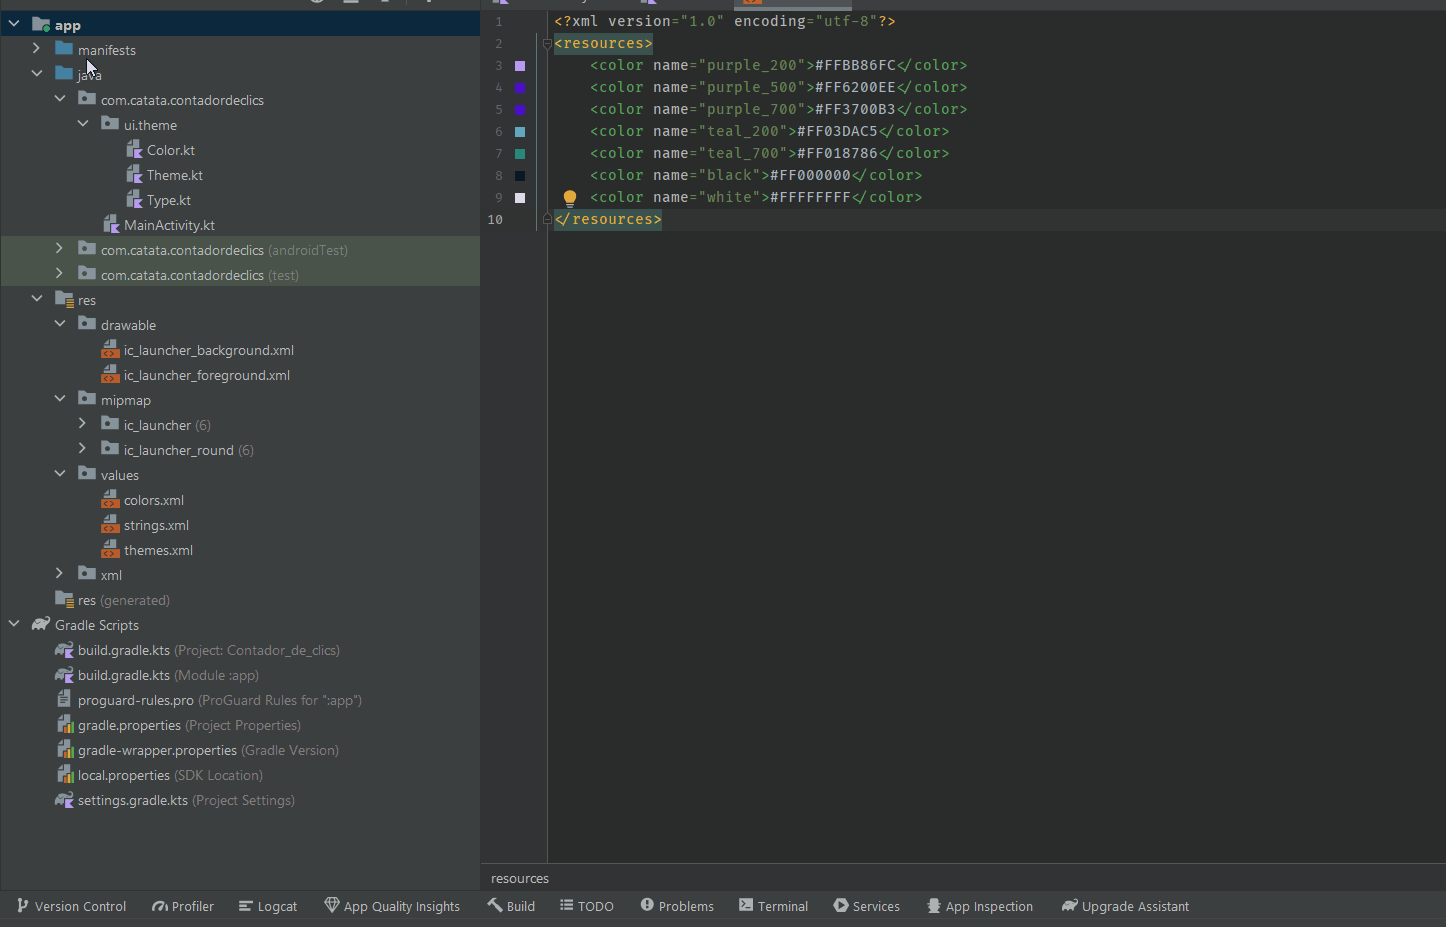 app
manifests
java
com.catata.contadordeclics
ui.theme
Color.kt
Theme.kt
Type.kt
MainActivity.kt
com.catata.contadordeclics (androidTest)
com.catata.contadordeclics (test)
res
drawable
ic_launcher_background.xml
ic_launcher_foreground.xml
mipmap
ic_launcher (6)
ic_launcher_round (6)
values
colors.xml
strings.xml
themes.xml
xml
res (generated)
Gradle Scripts
build.gradle.kts (Project: Contador_de_clics)
build.gradle.kts (Module :app)
proguard-rules.pro (ProGuard Rules for ":app")
gradle.properties (Project Properties)
gradle-wrapper.properties (Gradle Version)
local.properties (SDK Location)
settings.gradle.kts (Project Settings)
1 <?xml version="1.0" encoding="utf-8"?>
2 <resources>
3 <color name="purple_200">#FFBB86FC</color>
4 <color name="purple_500">#FF6200EE</color>
5 <color name="purple_700">#FF3700B3</color>
6 <color name="teal_200">#FF03DAC5</color>
7 <color name="teal_700">#FF018786</color>
8 <color name="black">#FF000000</color>
9 <color name="white">#FFFFFFFF</color>
10 </resources>
resources
Version Control Profiler Logcat App Quality Insights Build TODO Problems Terminal Services App Inspection Upgrade Assistant